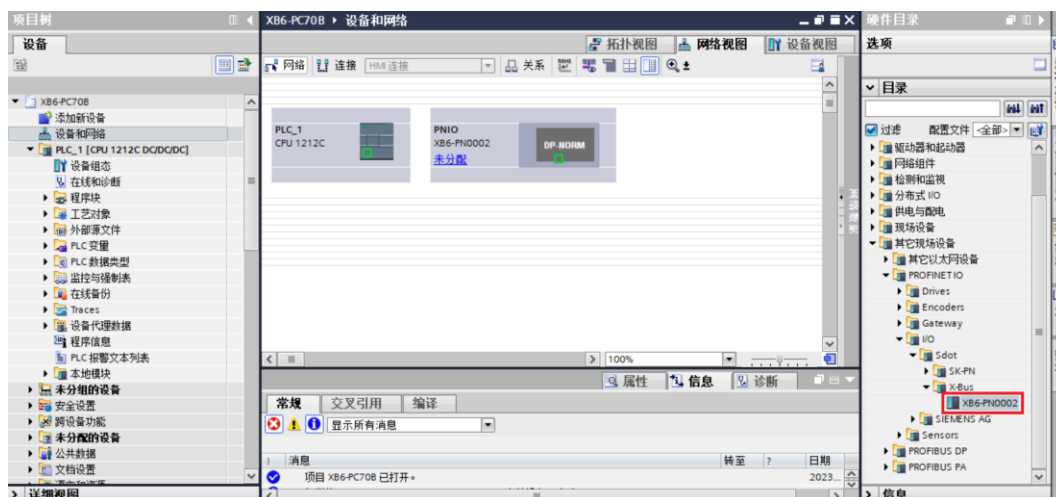 项目树
XB6-PC70B ▸ 设备和网络
硬件目录
设备
拓扑视图
网络视图
设备视图
选项
网络
连接
HMI 连接
关系
目录
XB6-PC70B
添加新设备
设备和网络
PLC_1 [CPU 1212C DC/DC/DC]
设备组态
在线和诊断
程序块
工艺对象
外部源文件
PLC 变量
PLC 数据类型
监控与强制表
在线备份
Traces
设备代理数据
程序信息
PLC 报警文本列表
本地模块
未分组的设备
安全设置
跨设备功能
未分配的设备
公共数据
文档设置
详细视图
PLC_1
CPU 1212C
PNIO
XB6-PN0002
未分配
DP-NORM
100%
属性
信息
诊断
常规
交叉引用
编译
显示所有消息
!
消息
转至
?
日期
项目 XB6-PC70B 已打开。
2023...
过滤
配置文件
<全部>
驱动器和起动器
网络组件
检测和监视
分布式 I/O
供电与配电
现场设备
其它现场设备
其它以太网设备
PROFINET IO
Drives
Encoders
Gateway
I/O
Sdot
SK-PN
X-Bus
XB6-PN0002
SIEMENS AG
Sensors
PROFIBUS DP
PROFIBUS PA
信息